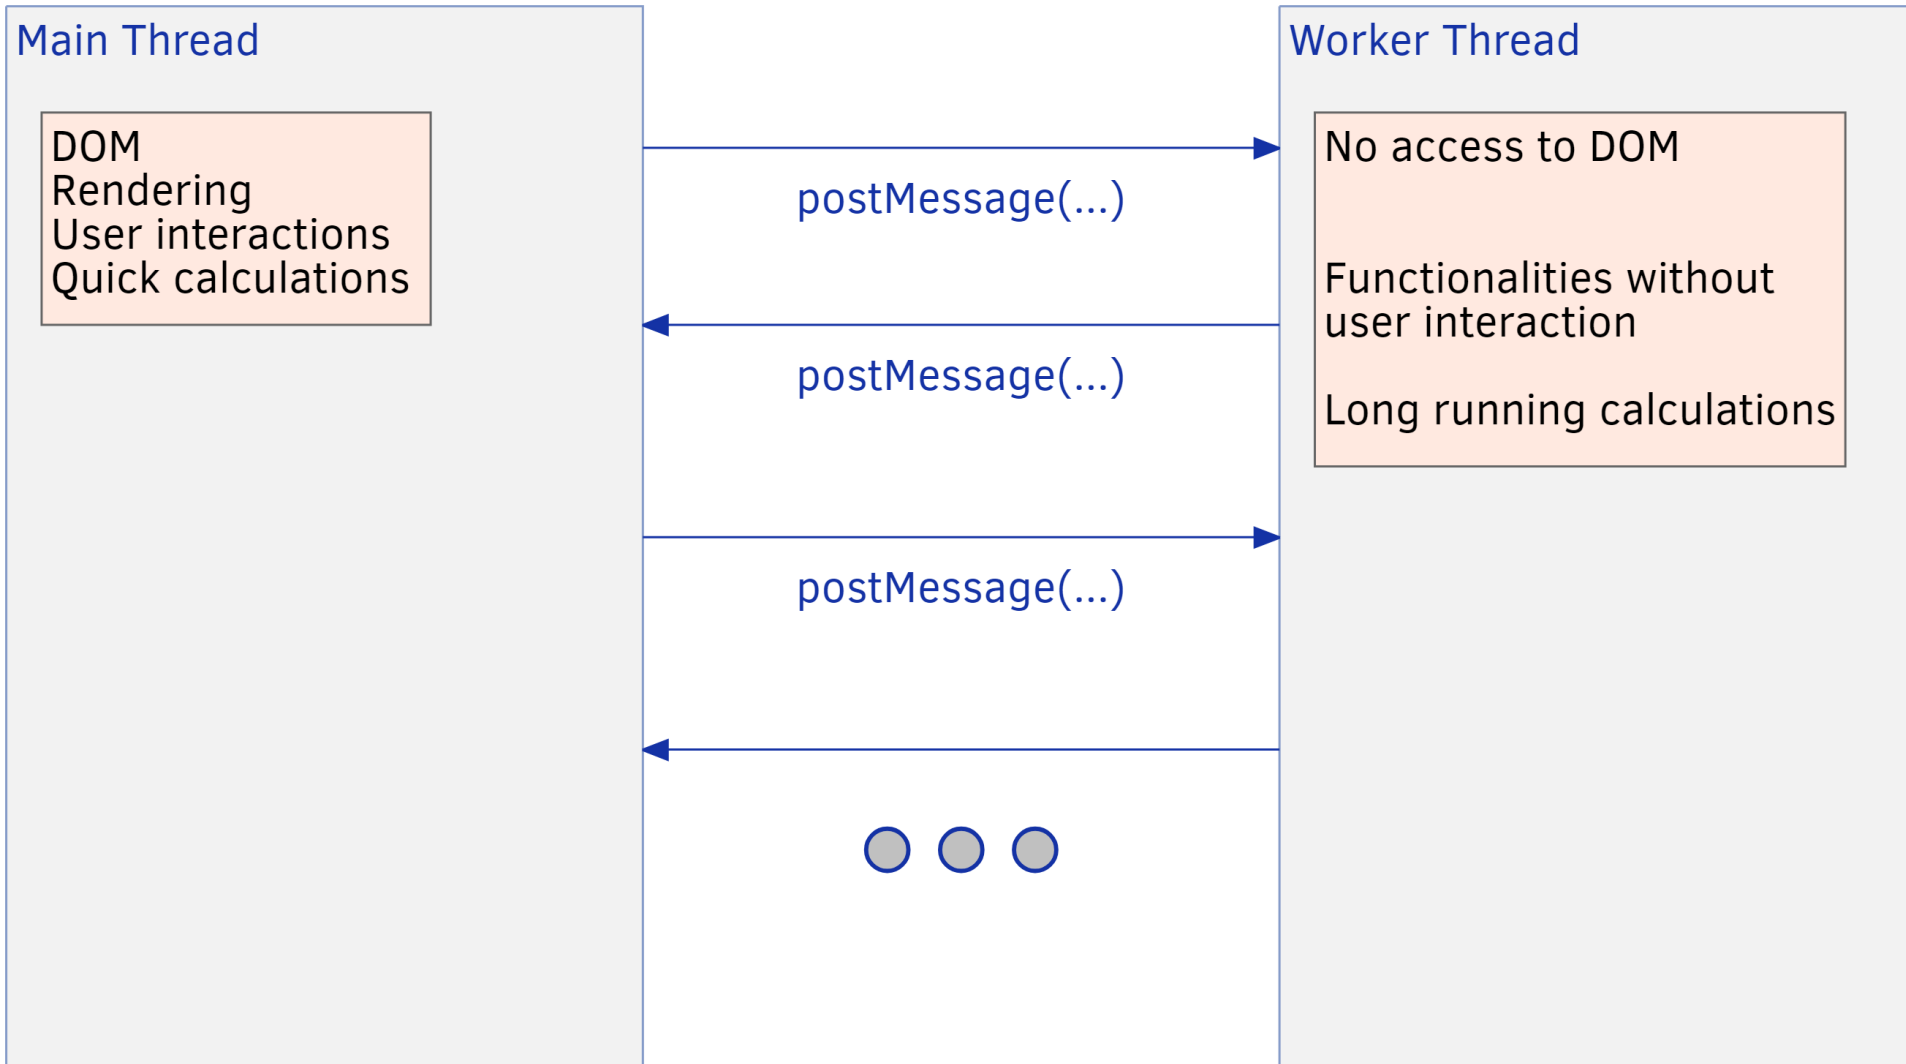 Main Thread
DOM
Rendering
User interactions
Quick calculations
postMessage(...)
postMessage(...)
postMessage(...)
Worker Thread
No access to DOM
Functionalities without
user interaction
Long running calculations